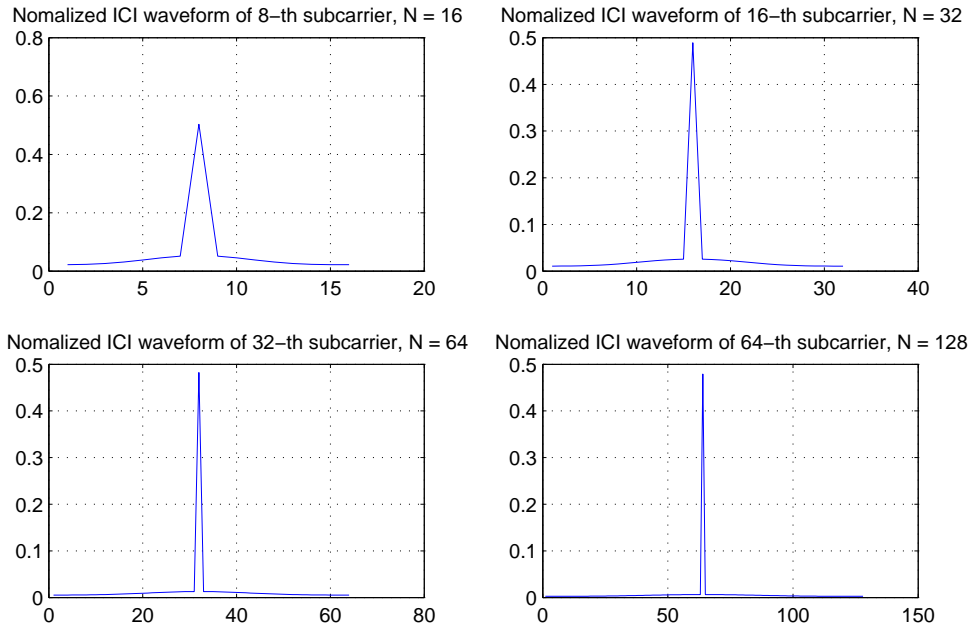 Nomalized ICI waveform of 8−th subcarrier, N = 16
0.8
0.6
0.4
0.2
0
0 5 10 15 20
Nomalized ICI waveform of 16−th subcarrier, N = 32
0.5
0.4
0.3
0.2
0.1
0
0 10 20 30 40
Nomalized ICI waveform of 32−th subcarrier, N = 64
0.5
0.4
0.3
0.2
0.1
0
0 20 40 60 80
Nomalized ICI waveform of 64−th subcarrier, N = 128
0.5
0.4
0.3
0.2
0.1
0
0 50 100 150